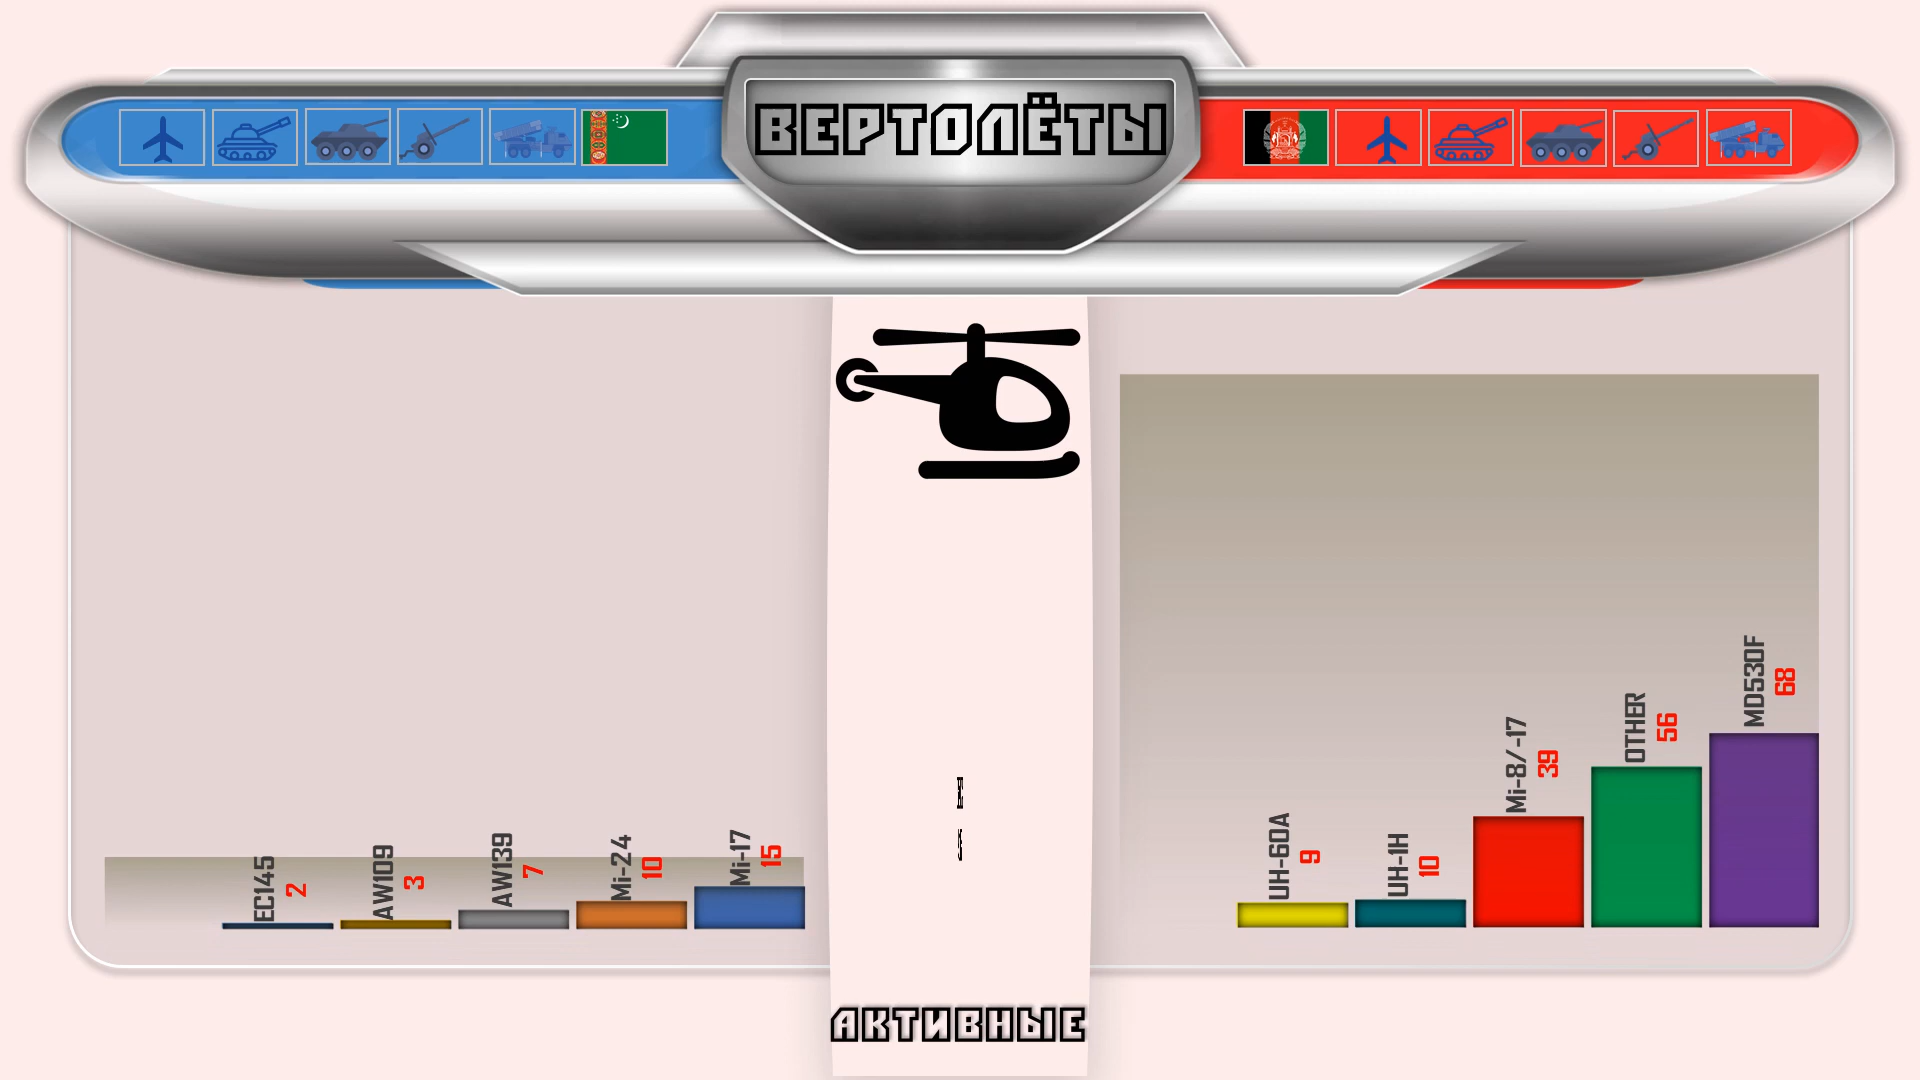 ВЕРТОЛЁТЫ
EC145
2
AW109
3
AW139
7
Mi-24
10
Mi-17
15
UH-60A
9
UH-1H
10
Mi-8/-17
39
OTHER
56
MD530F
68
АКТИВНЫЕ